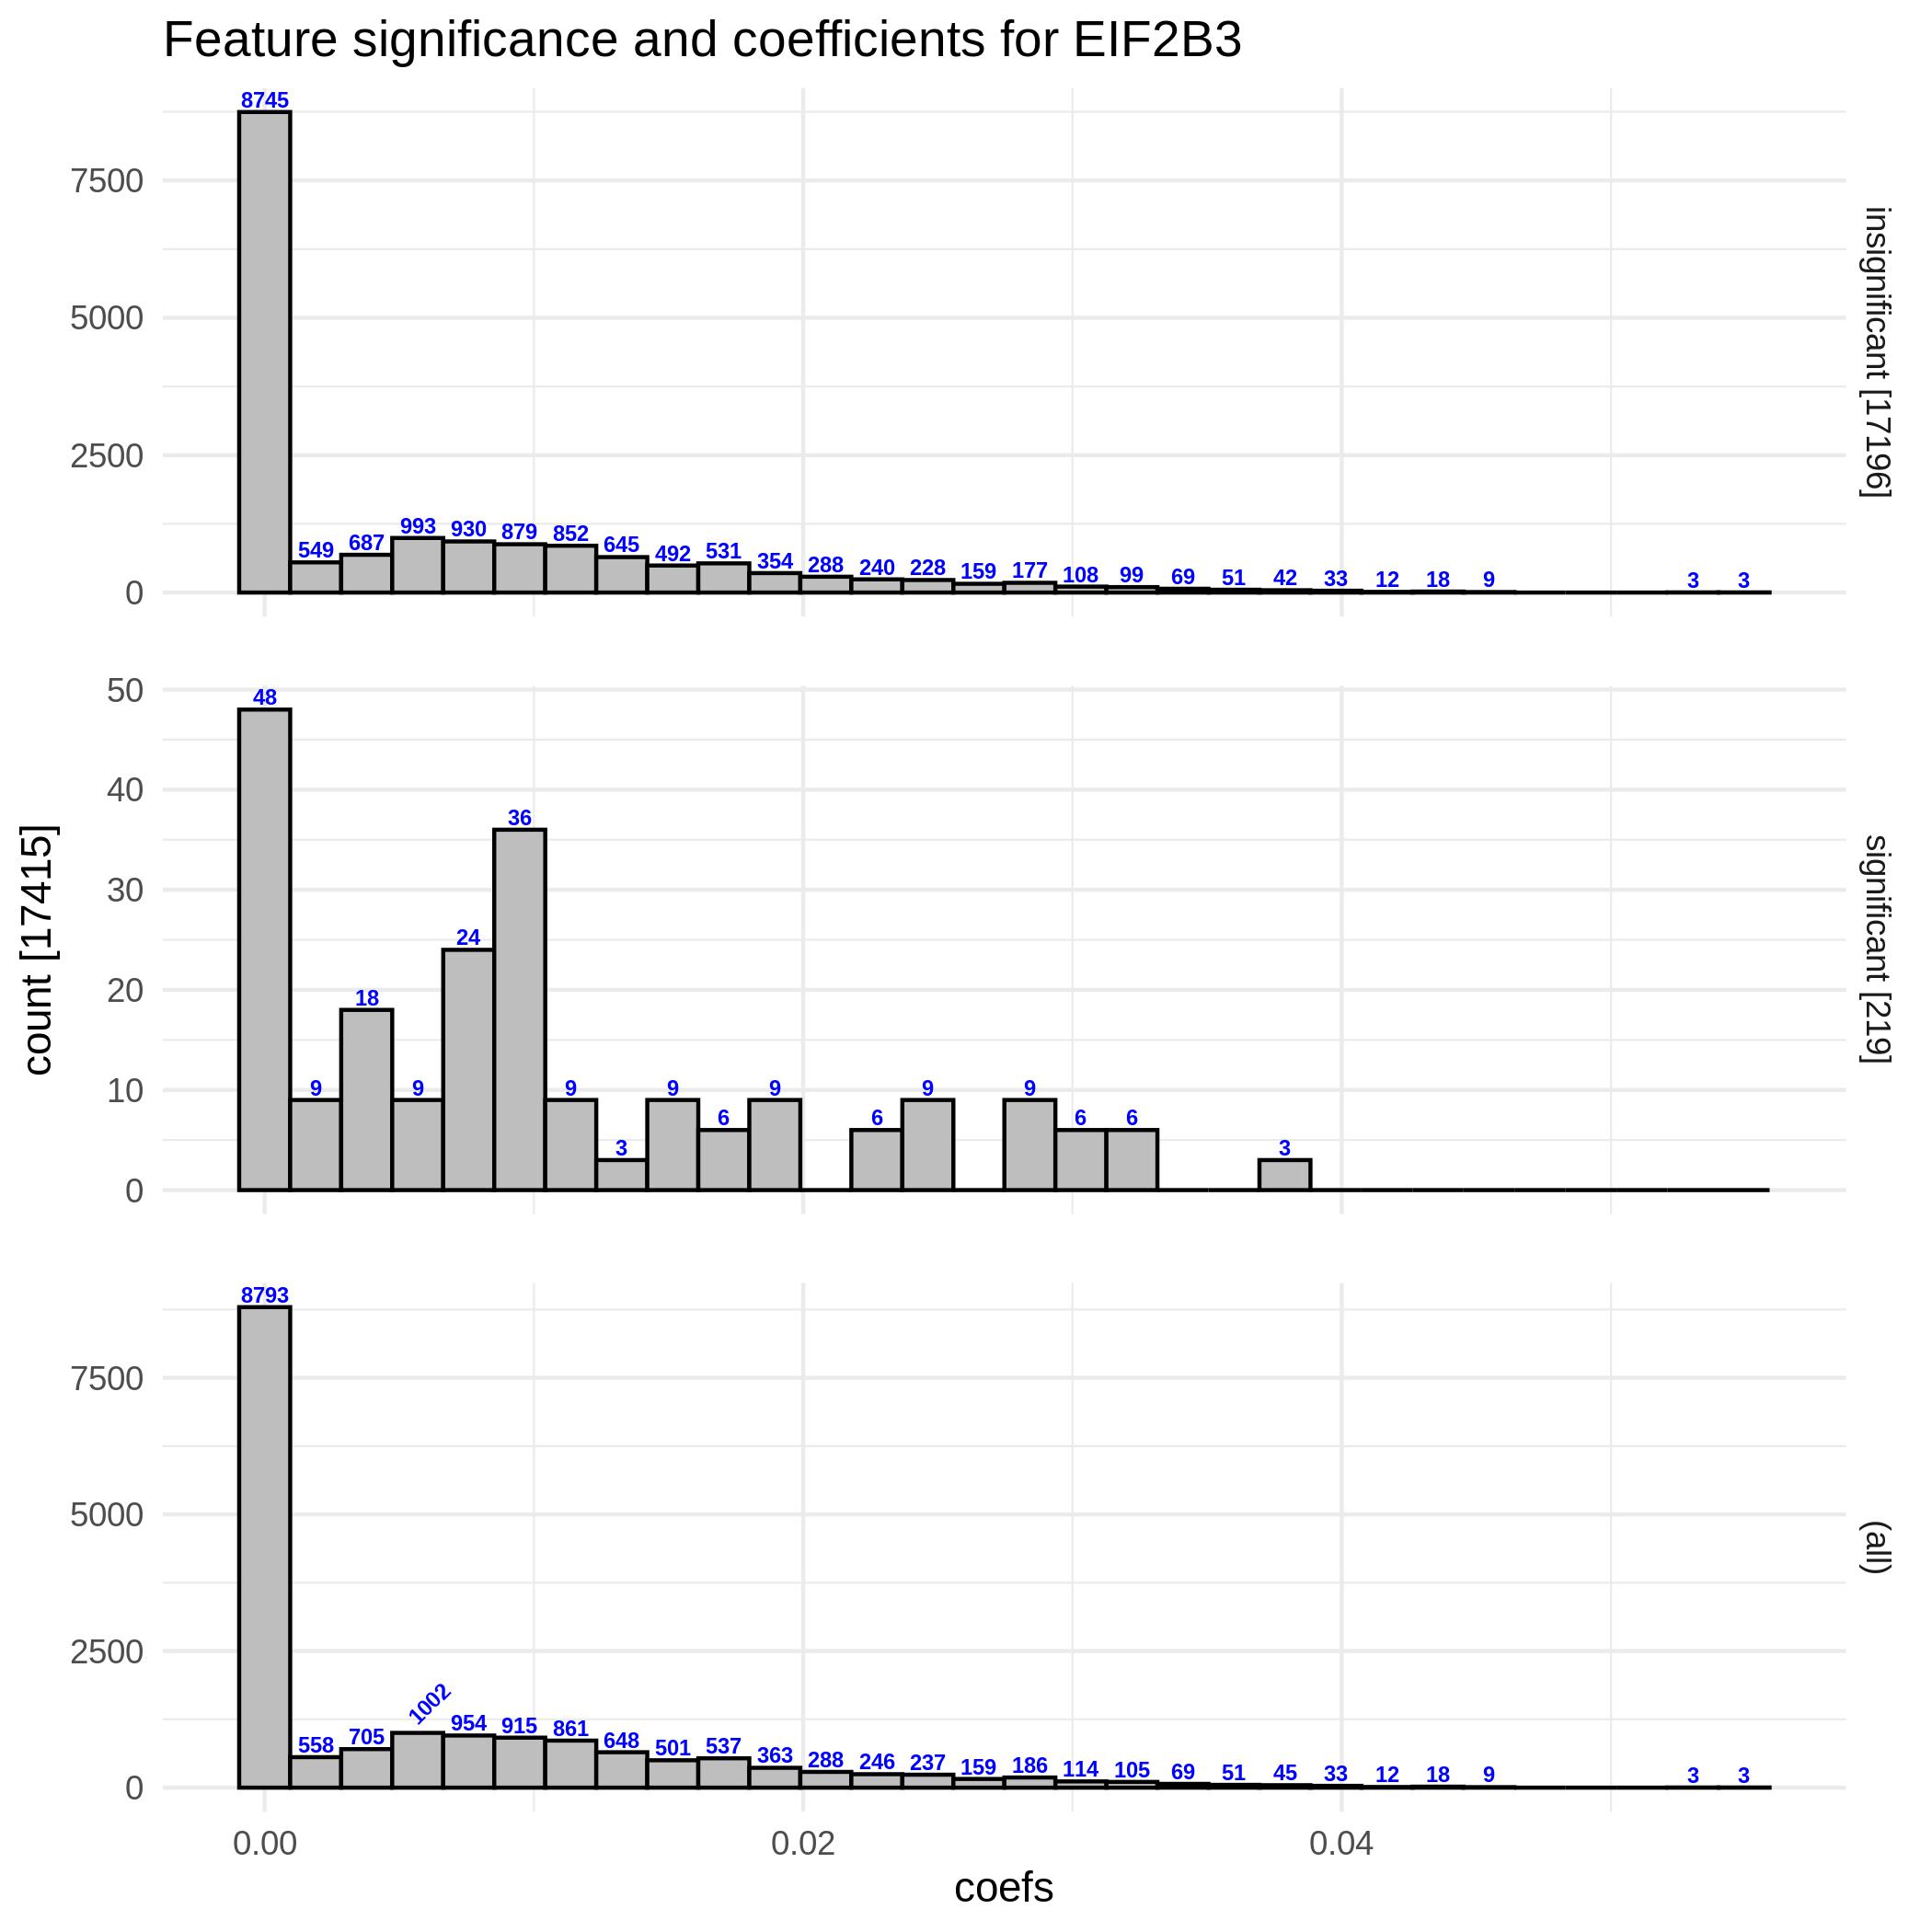 Feature significance and coefficients for EIF2B3
8745
7500
5000
2500
0
549 687 993 930 879 852 645 492 531 354 288 240 228 159 177 108 99 69 51 42 33 12 18 9 3 3
insignificant [17196]
50
40
30
20
10
0
48 9 18 9 24 36 9 3 9 6 9 6 9 9 6 6 3
significant [219]
count [17415]
8793
7500
5000
2500
0
558 705 1002 954 915 861 648 501 537 363 288 246 237 159 186 114 105 69 51 45 33 12 18 9 3 3
(all)
0.00 0.02 0.04
coefs